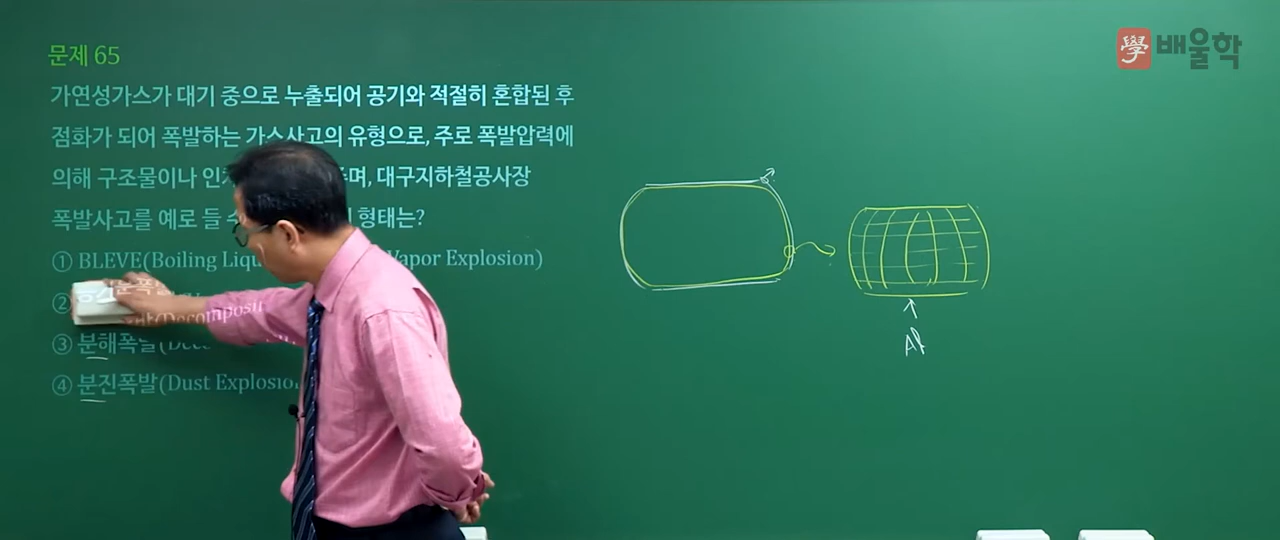 문제 65
學 배울학
가연성가스가 대기 중으로 누출되어 공기와 적절히 혼합된 후
점화가 되어 폭발하는 가스사고의 유형으로, 주로 폭발압력에
의해 구조물이나 며, 대구지하철공사장
폭발사고를 예로 들 형태는?
① BLEVE(Boiling Vapor Explosion)
②
③ 분해폭발
④ 분진폭발(Dust
Al